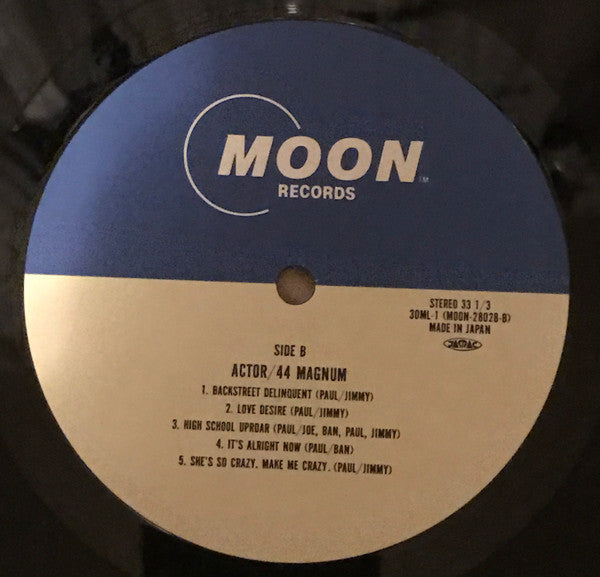 MOON
RECORDS
TM
STEREO 33 1/3
30ML-1 (MOON-28028-B)
MADE IN JAPAN
JASRAC
SIDE B
ACTOR/44 MAGNUM
1. BACKSTREET DELINQUENT (PAUL/JIMMY)
2. LOVE DESIRE (PAUL/JIMMY)
3. HIGH SCHOOL UPROAR (PAUL/JOE, BAN, PAUL, JIMMY)
4. IT'S ALRIGHT NOW (PAUL/BAN)
5. SHE'S SO CRAZY. MAKE ME CRAZY. (PAUL/JIMMY)